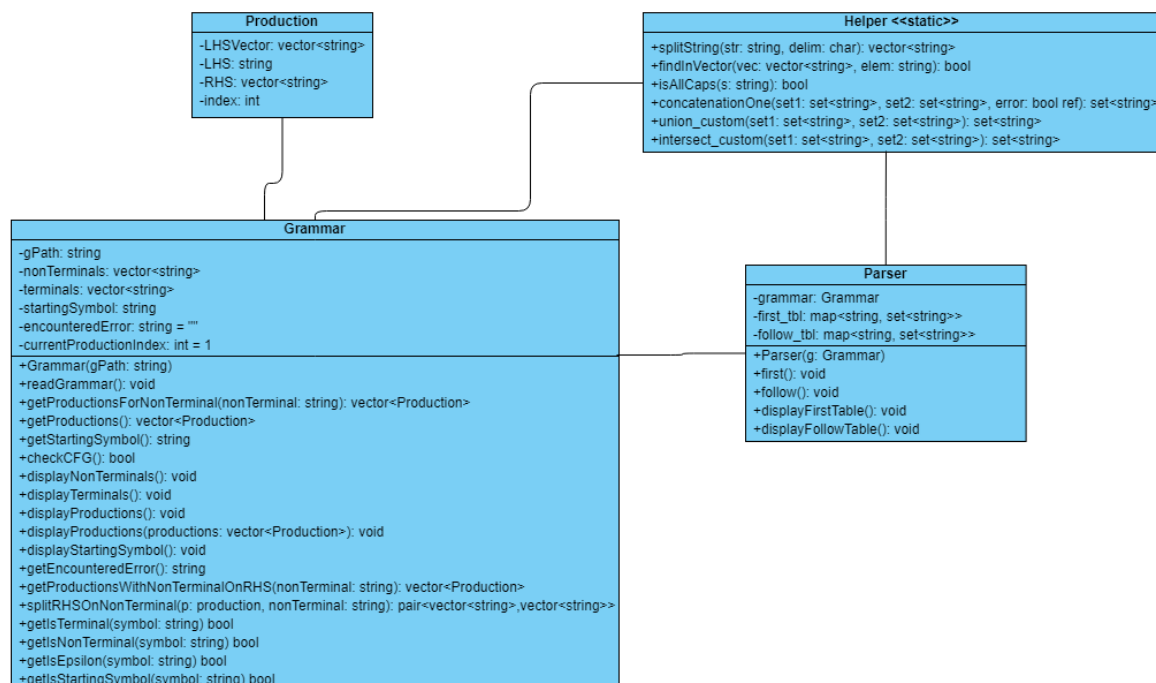 Production
-LHSVector: vector<string>
-LHS: string
-RHS: vector<string>
-index: int
Helper <<static>>
+splitString(str: string, delim: char): vector<string>
+findInVector(vec: vector<string>, elem: string): bool
+isAllCaps(s: string): bool
+concatenationOne(set1: set<string>, set2: set<string>, error: bool ref): set<string>
+union_custom(set1: set<string>, set2: set<string>): set<string>
+intersect_custom(set1: set<string>, set2: set<string>): set<string>
Grammar
-gPath: string
-nonTerminals: vector<string>
-terminals: vector<string>
-startingSymbol: string
-encounteredError: string = ""
-currentProductionIndex: int = 1
+Grammar(gPath: string)
+readGrammar(): void
+getProductionsForNonTerminal(nonTerminal: string): vector<Production>
+getProductions(): vector<Production>
+getStartingSymbol(): string
+checkCFG(): bool
+displayNonTerminals(): void
+displayTerminals(): void
+displayProductions(): void
+displayProductions(productions: vector<Production>): void
+displayStartingSymbol(): void
+getEncounteredError(): string
+getProductionsWithNonTerminalOnRHS(nonTerminal: string): vector<Production>
+splitRHSOnNonTerminal(p: production, nonTerminal: string): pair<vector<string>,vector<string>>
+getIsTerminal(symbol: string) bool
+getIsNonTerminal(symbol: string) bool
+getIsEpsilon(symbol: string) bool
+getIsStartingSymbol(symbol: string) bool
Parser
-grammar: Grammar
-first_tbl: map<string, set<string>>
-follow_tbl: map<string, set<string>>
+Parser(g: Grammar)
+first(): void
+follow(): void
+displayFirstTable(): void
+displayFollowTable(): void